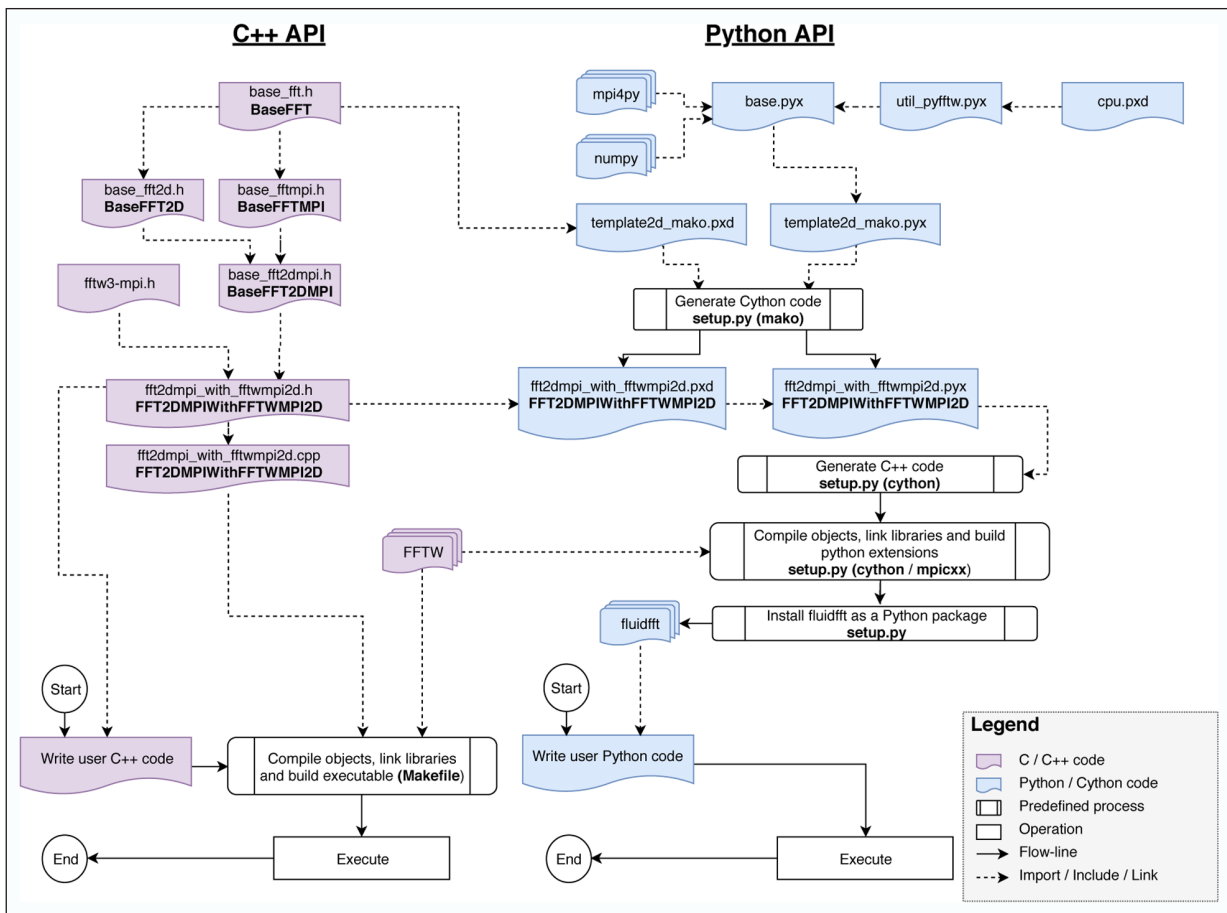 C++ API
Python API
base_fft.h
BaseFFT
mpi4py
base.pyx
util_pyfftw.pyx
cpu.pxd
numpy
base_fft2d.h
BaseFFT2D
base_fftmpi.h
BaseFFTMPI
template2d_mako.pxd
template2d_mako.pyx
fftw3-mpi.h
base_fft2dmpi.h
BaseFFT2DMPI
Generate Cython code
setup.py (mako)
fft2dmpi_with_fftwmpi2d.h
FFT2DMPIWithFFTWMPI2D
fft2dmpi_with_fftwmpi2d.pxd
FFT2DMPIWithFFTWMPI2D
fft2dmpi_with_fftwmpi2d.pyx
FFT2DMPIWithFFTWMPI2D
fft2dmpi_with_fftwmpi2d.cpp
FFT2DMPIWithFFTWMPI2D
Generate C++ code
setup.py (cython)
FFTW
Compile objects, link libraries and build
python extensions
setup.py (cython / mpicxx)
fluidfft
Install fluidfft as a Python package
setup.py
Start
Start
Write user C++ code
Compile objects, link libraries
and build executable (Makefile)
Write user Python code
End
Execute
End
Execute
Legend
C / C++ code
Python / Cython code
Predefined process
Operation
Flow-line
Import / Include / Link